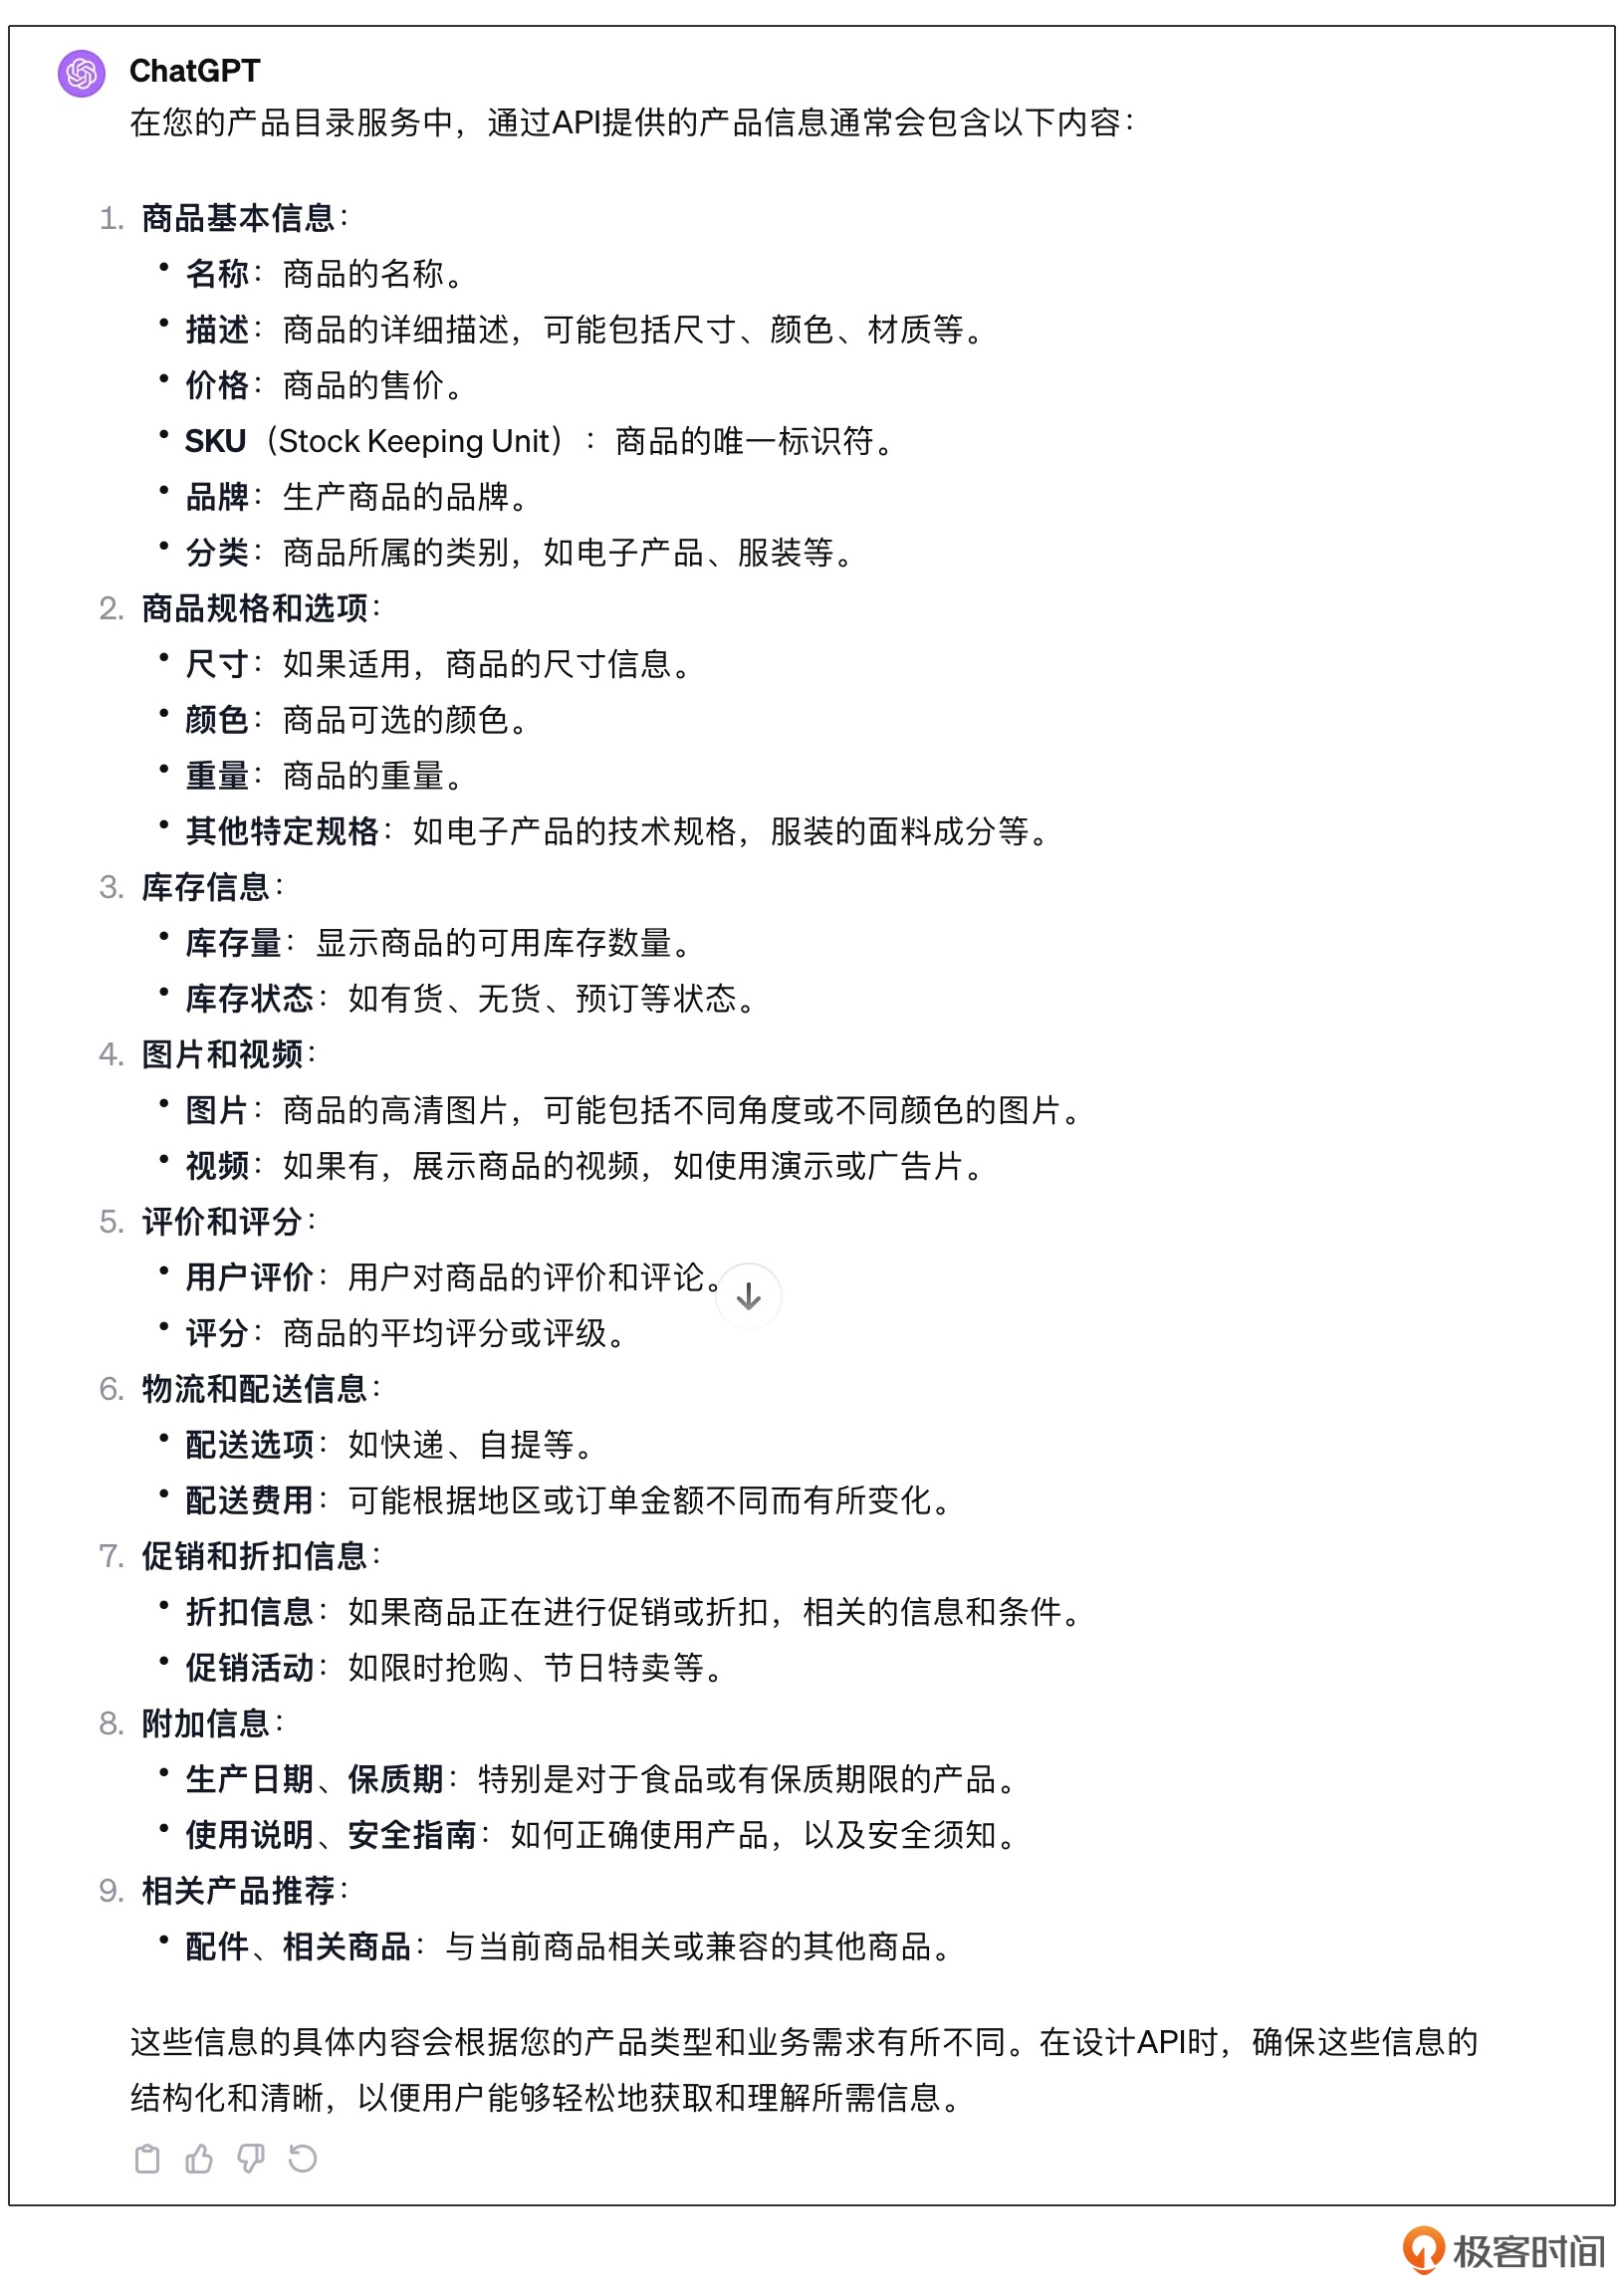 ChatGPT
在您的产品目录服务中，通过API提供的产品信息通常会包含以下内容：
1. 商品基本信息：
• 名称：商品的名称。
• 描述：商品的详细描述，可能包括尺寸、颜色、材质等。
• 价格：商品的售价。
• SKU（Stock Keeping Unit）：商品的唯一标识符。
• 品牌：生产商品的品牌。
• 分类：商品所属的类别，如电子产品、服装等。
2. 商品规格和选项：
• 尺寸：如果适用，商品的尺寸信息。
• 颜色：商品可选的颜色。
• 重量：商品的重量。
• 其他特定规格：如电子产品的技术规格，服装的面料成分等。
3. 库存信息：
• 库存量：显示商品的可用库存数量。
• 库存状态：如有货、无货、预订等状态。
4. 图片和视频：
• 图片：商品的高清图片，可能包括不同角度或不同颜色的图片。
• 视频：如果有，展示商品的视频，如使用演示或广告片。
5. 评价和评分：
• 用户评价：用户对商品的评价和评论。
• 评分：商品的平均评分或评级。
6. 物流和配送信息：
• 配送选项：如快递、自提等。
• 配送费用：可能根据地区或订单金额不同而有所变化。
7. 促销和折扣信息：
• 折扣信息：如果商品正在进行促销或折扣，相关的信息和条件。
• 促销活动：如限时抢购、节日特卖等。
8. 附加信息：
• 生产日期、保质期：特别是对于食品或有保质期限的产品。
• 使用说明、安全指南：如何正确使用产品，以及安全须知。
9. 相关产品推荐：
• 配件、相关商品：与当前商品相关或兼容的其他商品。
这些信息的具体内容会根据您的产品类型和业务需求有所不同。在设计API时，确保这些信息的
结构化和清晰，以便用户能够轻松地获取和理解所需信息。
极客时间